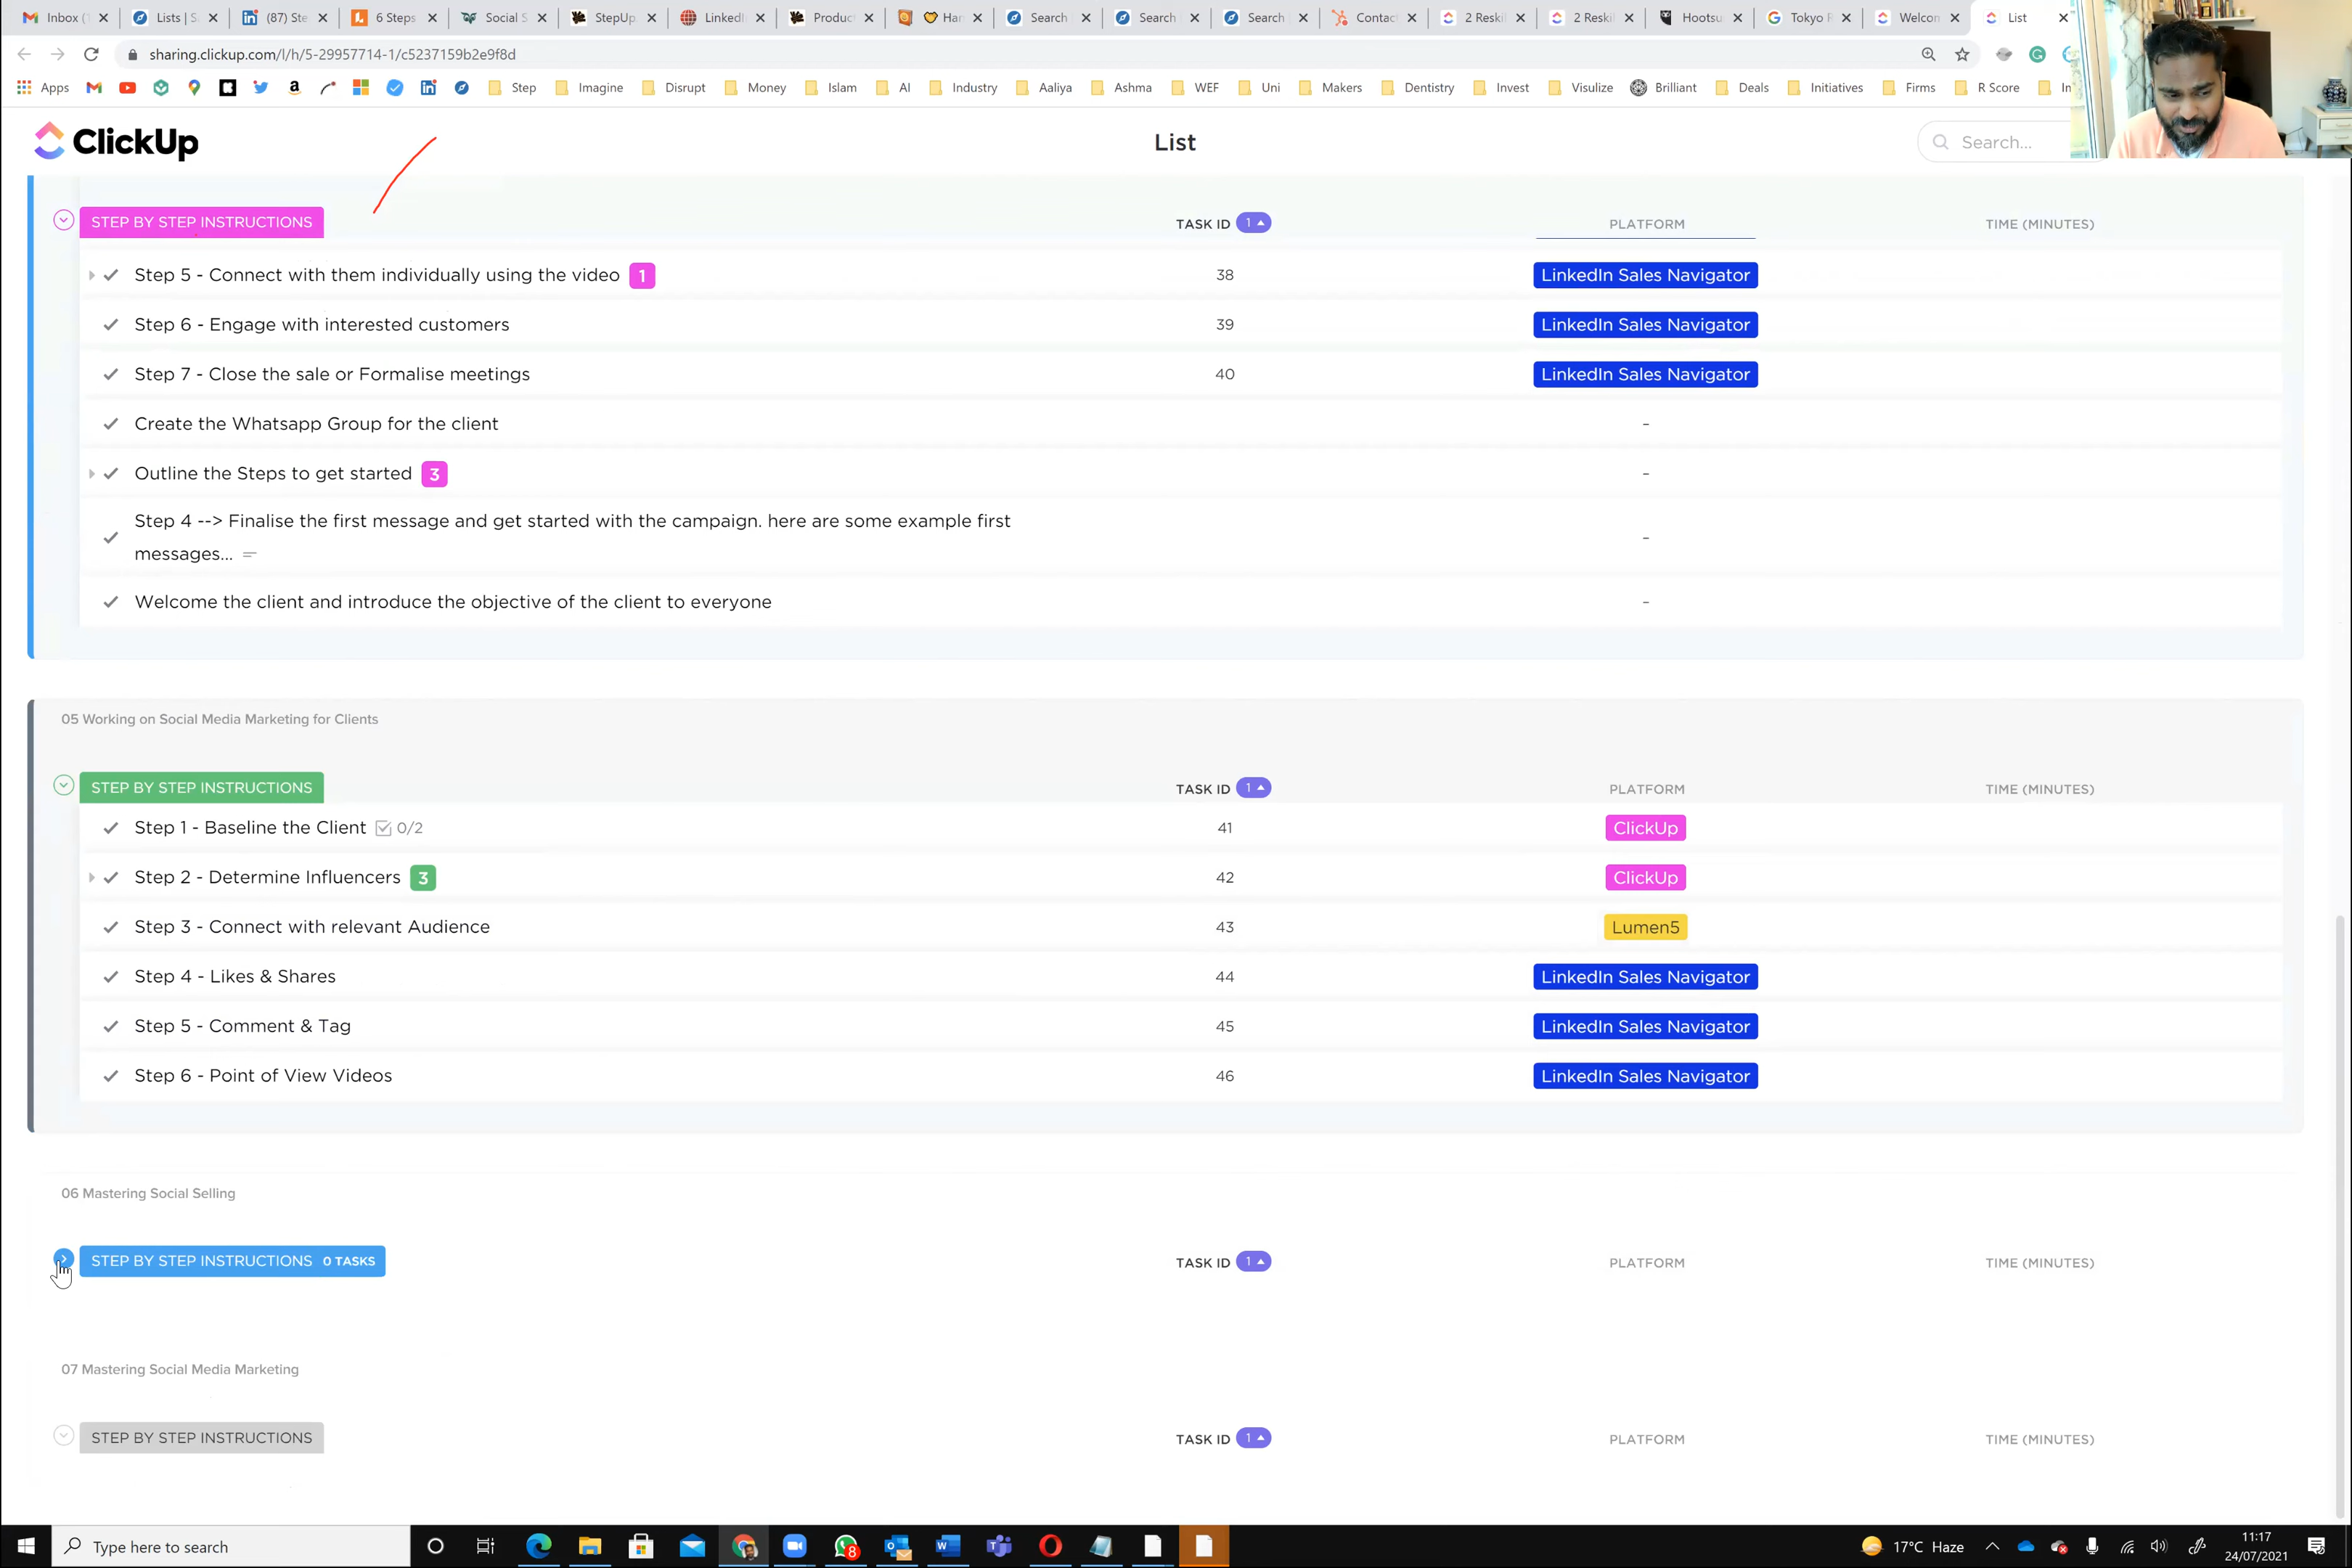 Inbox (1
Lists | Sa
(87) Ste
6 Steps
Social S
StepUp.
LinkedI
Product
Har
Search
Search
Search
Contac
2 Reski
2 Reski
Hootsu
Tokyo
Welcon
List
sharing.clickup.com/l/h/5-29957714-1/c5237159b2e9f8d
Apps
Step
Imagine
Disrupt
Money
Islam
AI
Industry
Aaliya
Ashma
WEF
Uni
Makers
Dentistry
Invest
Visulize
Brilliant
Deals
Initiatives
Firms
R Score
ClickUp
List
Search...
STEP BY STEP INSTRUCTIONS TASK ID 1 PLATFORM TIME (MINUTES)
Step 5 - Connect with them individually using the video 1 38 LinkedIn Sales Navigator
Step 6 - Engage with interested customers 39 LinkedIn Sales Navigator
Step 7 - Close the sale or Formalise meetings 40 LinkedIn Sales Navigator
Create the Whatsapp Group for the client -
Outline the Steps to get started 3 -
Step 4 --> Finalise the first message and get started with the campaign. here are some example first
messages... -
Welcome the client and introduce the objective of the client to everyone -
05 Working on Social Media Marketing for Clients
STEP BY STEP INSTRUCTIONS TASK ID 1 PLATFORM TIME (MINUTES)
Step 1 - Baseline the Client 0/2 41 ClickUp
Step 2 - Determine Influencers 3 42 ClickUp
Step 3 - Connect with relevant Audience 43 Lumen5
Step 4 - Likes & Shares 44 LinkedIn Sales Navigator
Step 5 - Comment & Tag 45 LinkedIn Sales Navigator
Step 6 - Point of View Videos 46 LinkedIn Sales Navigator
06 Mastering Social Selling
STEP BY STEP INSTRUCTIONS 0 TASKS TASK ID 1 PLATFORM TIME (MINUTES)
07 Mastering Social Media Marketing
STEP BY STEP INSTRUCTIONS TASK ID 1 PLATFORM TIME (MINUTES)
Type here to search
8
17°C Haze
11:17
24/07/2021